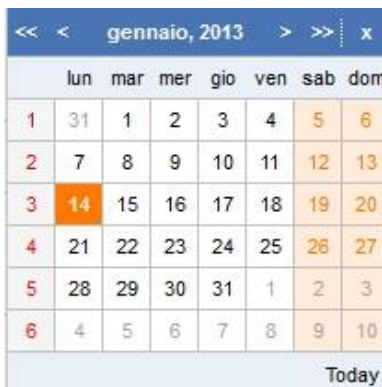 << < gennaio, 2013 > >> x
lun mar mer gio ven sab dom
1 31 1 2 3 4 5 6
2 7 8 9 10 11 12 13
3 14 15 16 17 18 19 20
4 21 22 23 24 25 26 27
5 28 29 30 31 1 2 3
6 4 5 6 7 8 9 10
Today